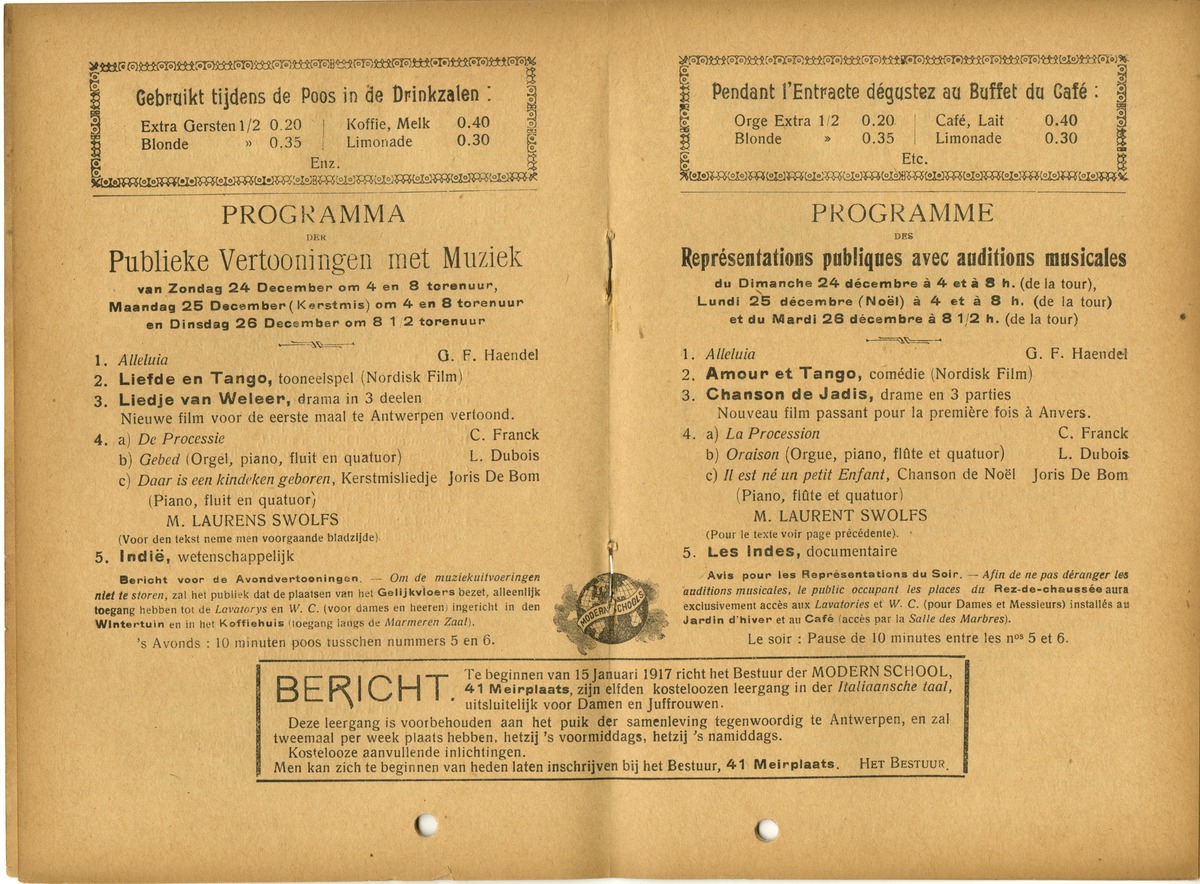 Gebruikt tijdens de Poos in de Drinkzalen :
Extra Gersten 1/2 0.20 | Koffie, Melk 0.40
Blonde » 0.35 | Limonade 0.30
Enz.
PROGRAMMA
DER
Publieke Vertooningen met Muziek
van Zondag 24 December om 4 en 8 torenuur,
Maandag 25 December (Kerstmis) om 4 en 8 torenuur
en Dinsdag 26 December om 8 1/2 torenuur
1. Alleluia G. F. Haendel
2. Liefde en Tango, tooneelspel (Nordisk Film)
3. Liedje van Weleer, drama in 3 deelen
Nieuwe film voor de eerste maal te Antwerpen vertoond.
4. a) De Processie C. Franck
b) Gebed (Orgel, piano, fluit en quatuor) L. Dubois
c) Daar is een kindeken geboren, Kerstmisliedje Joris De Bom
(Piano, fluit en quatuor)
M. LAURENS SWOLFS
(Voor den tekst neme men voorgaande bladzijde).
5. Indië, wetenschappelijk
Bericht voor de Avondvertooningen. — Om de muziekuitvoeringen
niet te storen, zal het publiek dat de plaatsen van het Gelijkvloers bezet, alleenlijk
toegang hebben tot de Lavatorys en W. C. (voor dames en heeren) ingericht in den
Wintertuin en in het Koffiehuis (toegang langs de Marmeren Zaal).
's Avonds : 10 minuten poos tusschen nummers 5 en 6.
Pendant l'Entracte dégustez au Buffet du Café :
Orge Extra 1/2 0.20 | Café, Lait 0.40
Blonde » 0.35 | Limonade 0.30
Etc.
PROGRAMME
DES
Représentations publiques avec auditions musicales
du Dimanche 24 décembre à 4 et à 8 h. (de la tour),
Lundi 25 décembre (Noël) à 4 et à 8 h. (de la tour)
et du Mardi 26 décembre à 8 1/2 h. (de la tour)
1. Alleluia G. F. Haendel
2. Amour et Tango, comédie (Nordisk Film)
3. Chanson de Jadis, drame en 3 parties
Nouveau film passant pour la première fois à Anvers.
4. a) La Procession C. Franck
b) Oraison (Orgue, piano, flûte et quatuor) L. Dubois
c) Il est né un petit Enfant, Chanson de Noël Joris De Bom
(Piano, flûte et quatuor)
M. LAURENT SWOLFS
(Pour le texte voir page précédente).
5. Les Indes, documentaire
Avis pour les Représentations du Soir. — Afin de ne pas déranger les
auditions musicales, le public occupant les places du Rez-de-chaussée aura
exclusivement accès aux Lavatories et W. C. (pour Dames et Messieurs) installés au
Jardin d'hiver et au Café (accès par la Salle des Marbres).
Le soir : Pause de 10 minutes entre les nos 5 et 6.
MODERN SCHOOLS
BERICHT.
Te beginnen van 15 Januari 1917 richt het Bestuur der MODERN SCHOOL,
41 Meirplaats, zijn elfden kosteloozen leergang in der Italiaansche taal,
uitsluitelijk voor Damen en Juffrouwen.
Deze leergang is voorbehouden aan het puik der samenleving tegenwoordig te Antwerpen, en zal
tweemaal per week plaats hebben, hetzij 's voormiddags, hetzij 's namiddags.
Kostelooze aanvullende inlichtingen.
Men kan zich te beginnen van heden laten inschrijven bij het Bestuur, 41 Meirplaats. HET BESTUUR.